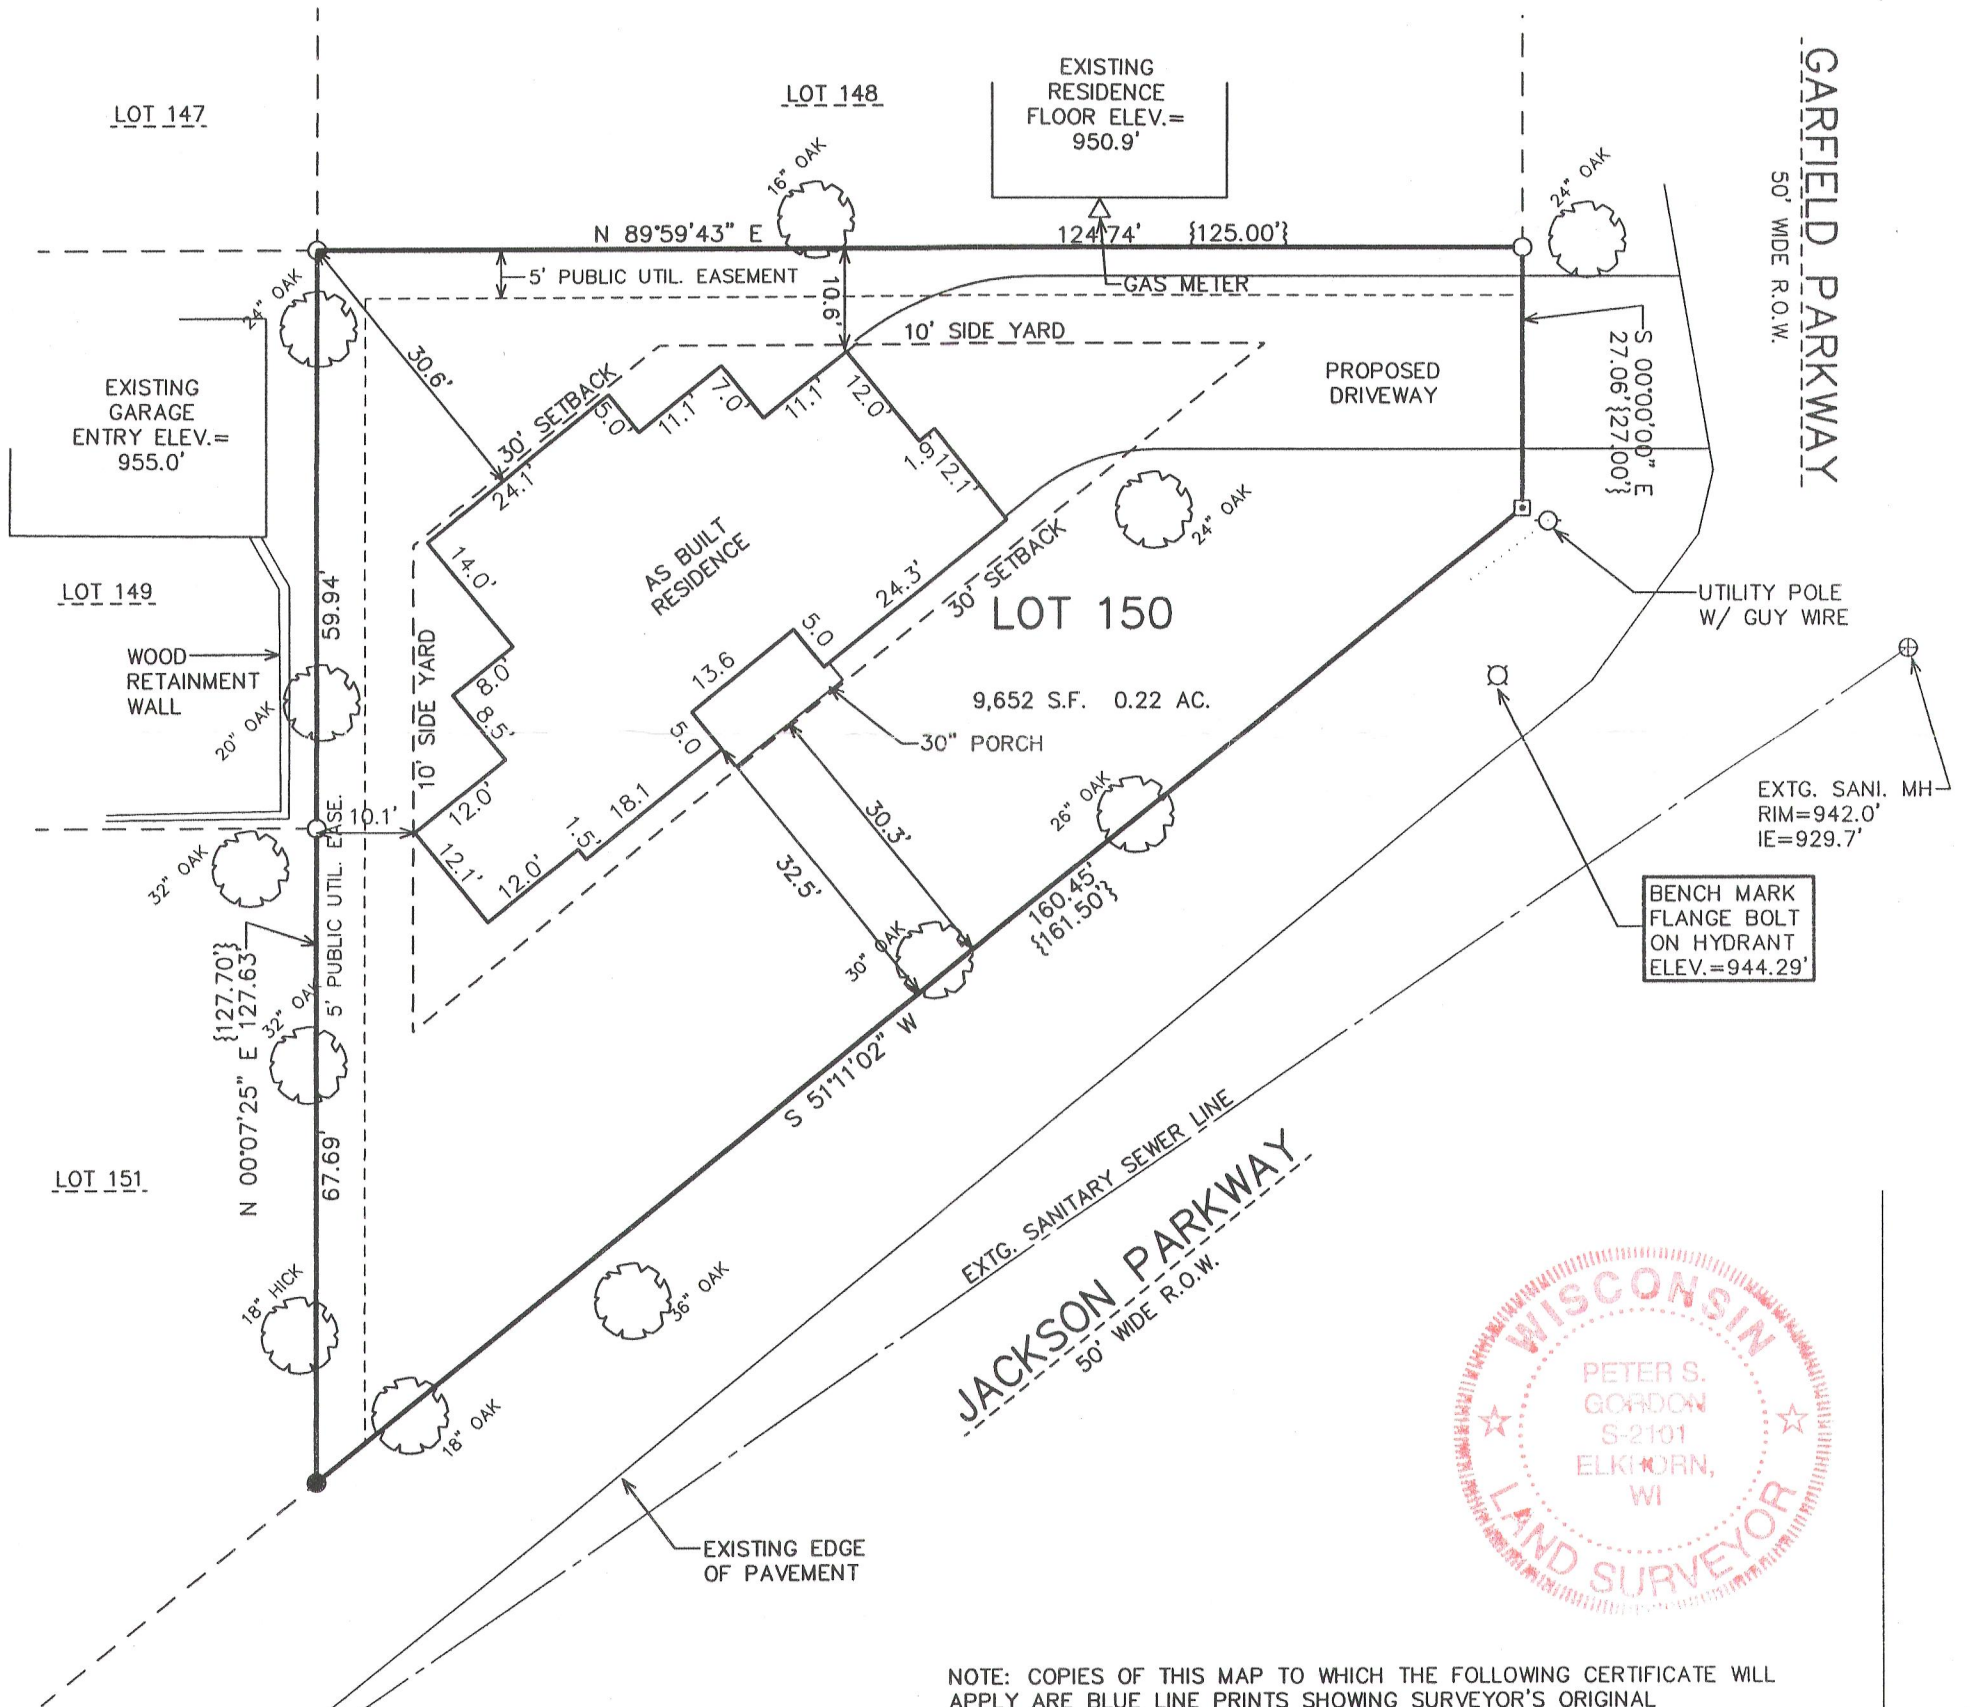 LOT 147
LOT 148
EXISTING
RESIDENCE
FLOOR ELEV.=
950.9'
GARFIELD PARKWAY
50' WIDE R.O.W.
16" OAK
24" OAK
N 89°59'43" E
124.74'
{125.00'}
5' PUBLIC UTIL. EASEMENT
GAS METER
24" OAK
10.6'
10' SIDE YARD
S 00°00'00" E
27.06' {27.00'}
PROPOSED
DRIVEWAY
EXISTING
GARAGE
ENTRY ELEV.=
955.0'
30.6'
30' SETBACK
24.1'
5.0'
11.1'
7.0'
11.1'
12.0'
1.9'
12.1'
24" OAK
AS BUILT
RESIDENCE
14.0'
8.0'
8.5'
12.0'
12.1'
12.0'
1.5'
18.1
5.0
13.6
5.0
24.3'
30' SETBACK
LOT 150
9,652 S.F. 0.22 AC.
30" PORCH
LOT 149
59.94'
10' SIDE YARD
WOOD
RETAINMENT
WALL
20" OAK
UTILITY POLE
W/ GUY WIRE
EXTG. SANI. MH
RIM=942.0'
IE=929.7'
BENCH MARK
FLANGE BOLT
ON HYDRANT
ELEV.=944.29'
10.1'
5' PUBLIC UTIL. EASE.
32" OAK
30.3'
32.5'
26" OAK
160.45'
{161.50'}
30" OAK
{127.70'}
N 00°07'25" E 127.63'
32" OAK
S 51°11'02" W
67.69'
LOT 151
EXTG. SANITARY SEWER LINE
JACKSON PARKWAY
50' WIDE R.O.W.
18" HICK
36" OAK
18" OAK
EXISTING EDGE
OF PAVEMENT
WISCONSIN
PETER S.
GORDON
S-2101
ELKHORN,
WI
LAND SURVEYOR
NOTE: COPIES OF THIS MAP TO WHICH THE FOLLOWING CERTIFICATE WILL
APPLY ARE BLUE LINE PRINTS SHOWING SURVEYOR'S ORIGINAL